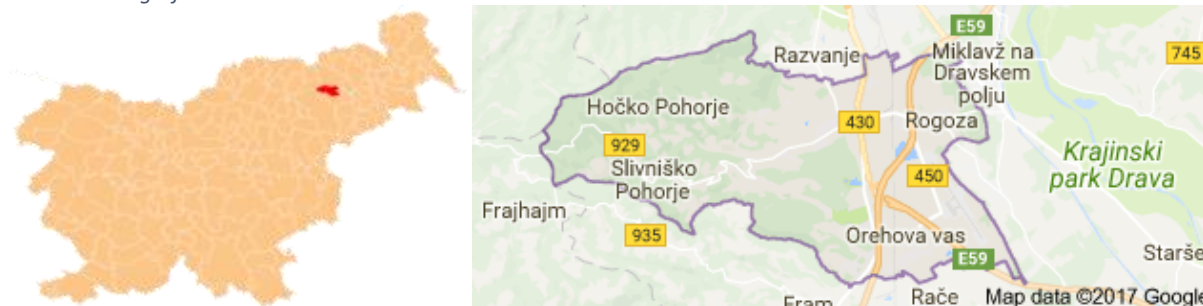 E59
Razvanje
Miklavž na
Dravskem
polju
745
Hočko Pohorje
430
Rogoza
929
Krajinski
park Drava
Slivniško
Pohorje
450
Frajhajm
935
Orehova vas
E59
Starše
Fram
Rače
Map data ©2017 Google